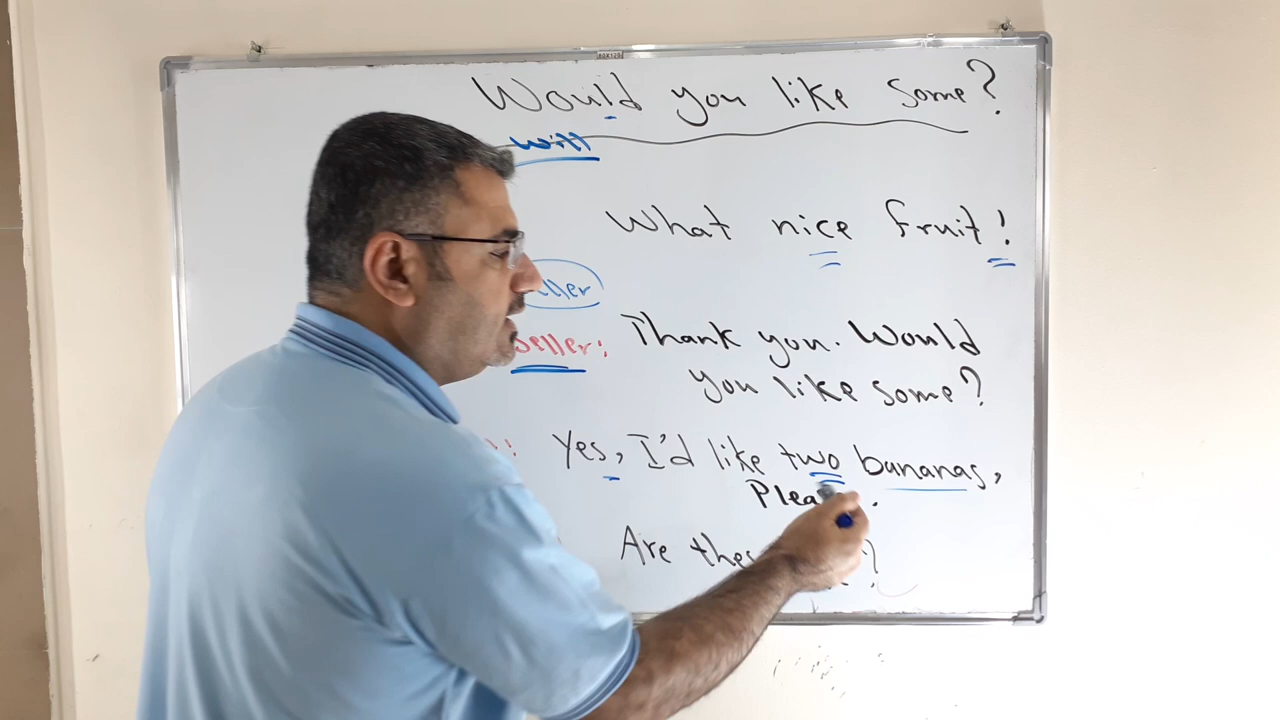 Would you like some?
will
What nice fruit!
Seller: Thank you. Would
you like some?
Yes, I'd like two bananas,
Are